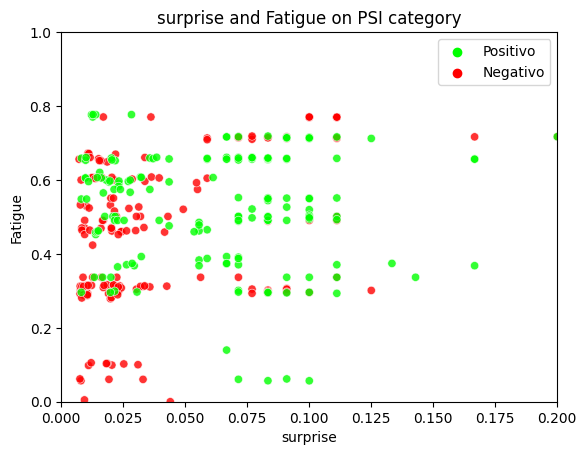 surprise and Fatigue on PSI category
1.0
0.8
0.6
0.4
0.2
0.0
Fatigue
Positivo
Negativo
0.000 0.025 0.050 0.075 0.100 0.125 0.150 0.175 0.200
surprise